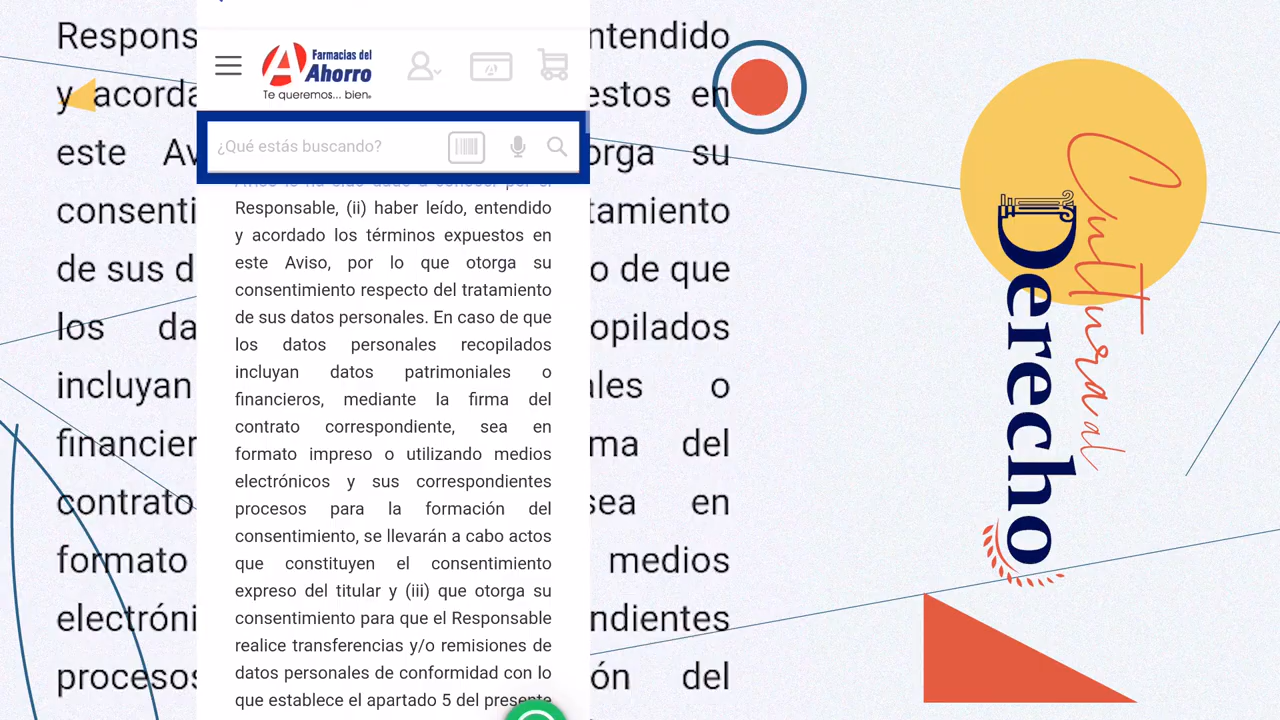 Farmacias del
Ahorro
Te queremos... bien®
¿Qué estás buscando?
Responsable, (ii) haber leído, entendido
y acordado los términos expuestos en
este Aviso, por lo que otorga su
consentimiento respecto del tratamiento
de sus datos personales. En caso de que
los datos personales recopilados
incluyan datos patrimoniales o
financieros, mediante la firma del
contrato correspondiente, sea en
formato impreso o utilizando medios
electrónicos y sus correspondientes
procesos para la formación del
consentimiento, se llevarán a cabo actos
que constituyen el consentimiento
expreso del titular y (iii) que otorga su
consentimiento para que el Responsable
realice transferencias y/o remisiones de
datos personales de conformidad con lo
que establece el apartado 5 del presente
Respons ntendido
y acorda estos en
este Av orga su
consenti tamiento
de sus d o de que
los da opilados
incluyan les o
financier ma del
contrato sea en
formato medios
electróni ndientes
procesos ón del
Cultura al
Derecho